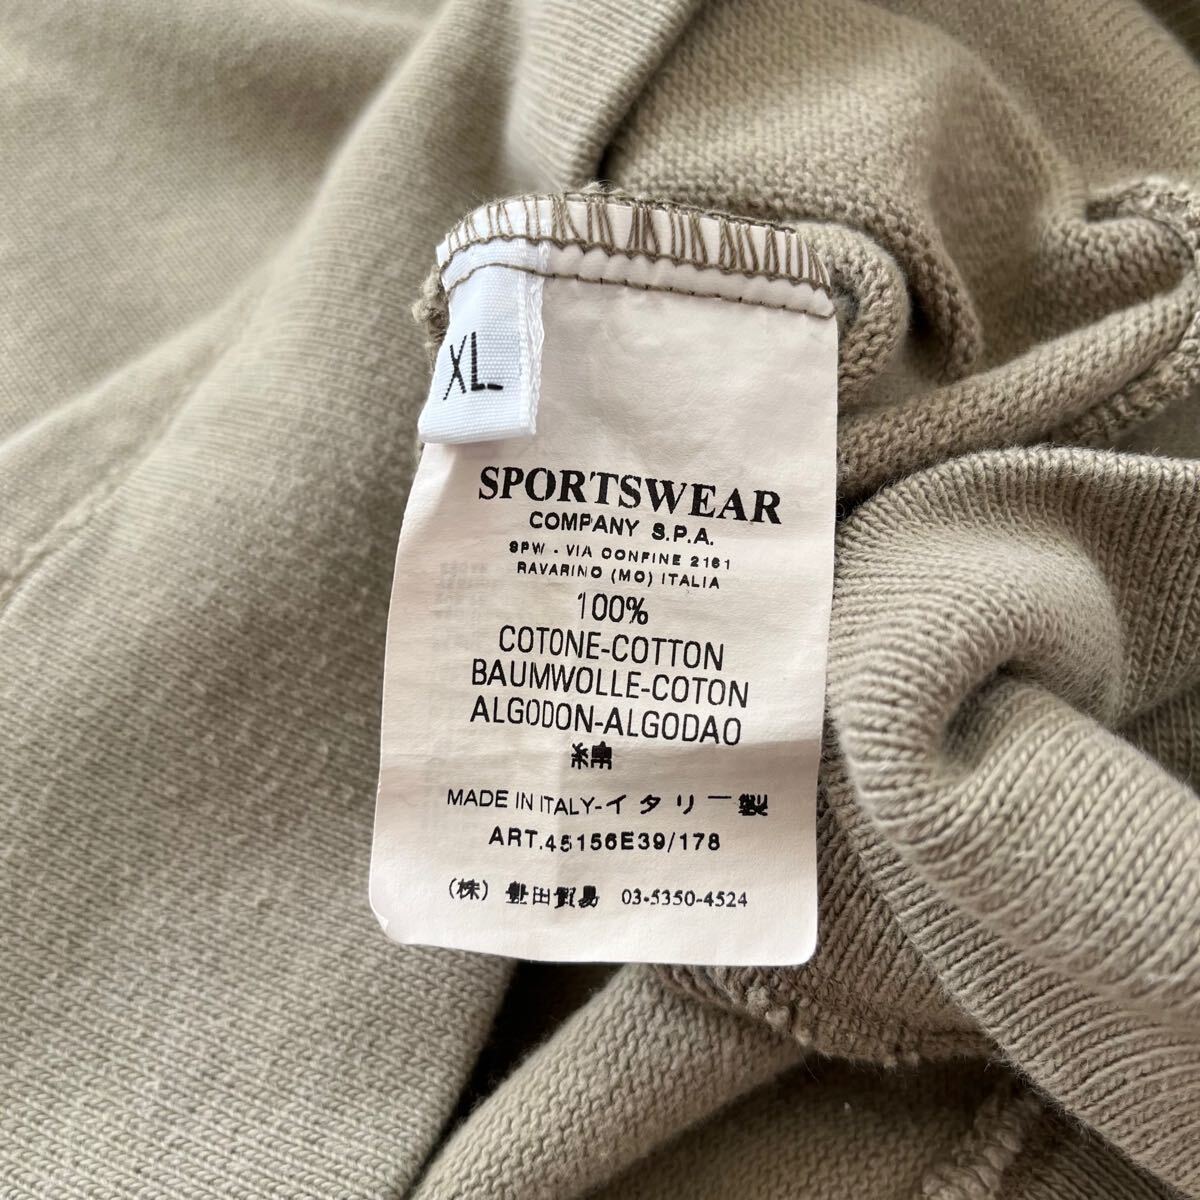 XL
SPORTSWEAR
COMPANY S.P.A.
SPW - VIA CONFINE 2161
RAVARINO (MO) ITALIA
100%
COTONE-COTTON
BAUMWOLLE-COTON
ALGODON-ALGODAO
綿
MADE IN ITALY-イタリー製
ART.45156E39/178
(株) 豊田貿易 03-5350-4524